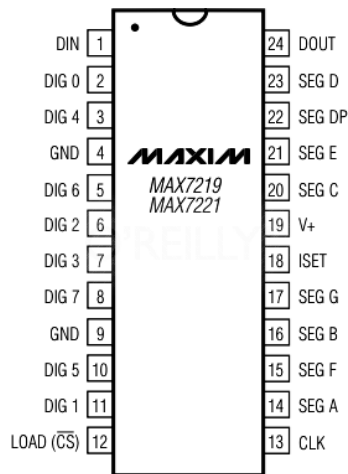 DIN 1 24 DOUT
DIG 0 2 23 SEG D
DIG 4 3 22 SEG DP
GND 4 21 SEG E
MAXIM
DIG 6 5 20 SEG C
MAX7219
MAX7221
DIG 2 6 19 V+
DIG 3 7 18 ISET
O'REILLY
DIG 7 8 17 SEG G
GND 9 16 SEG B
DIG 5 10 15 SEG F
DIG 1 11 14 SEG A
LOAD (CS) 12 13 CLK